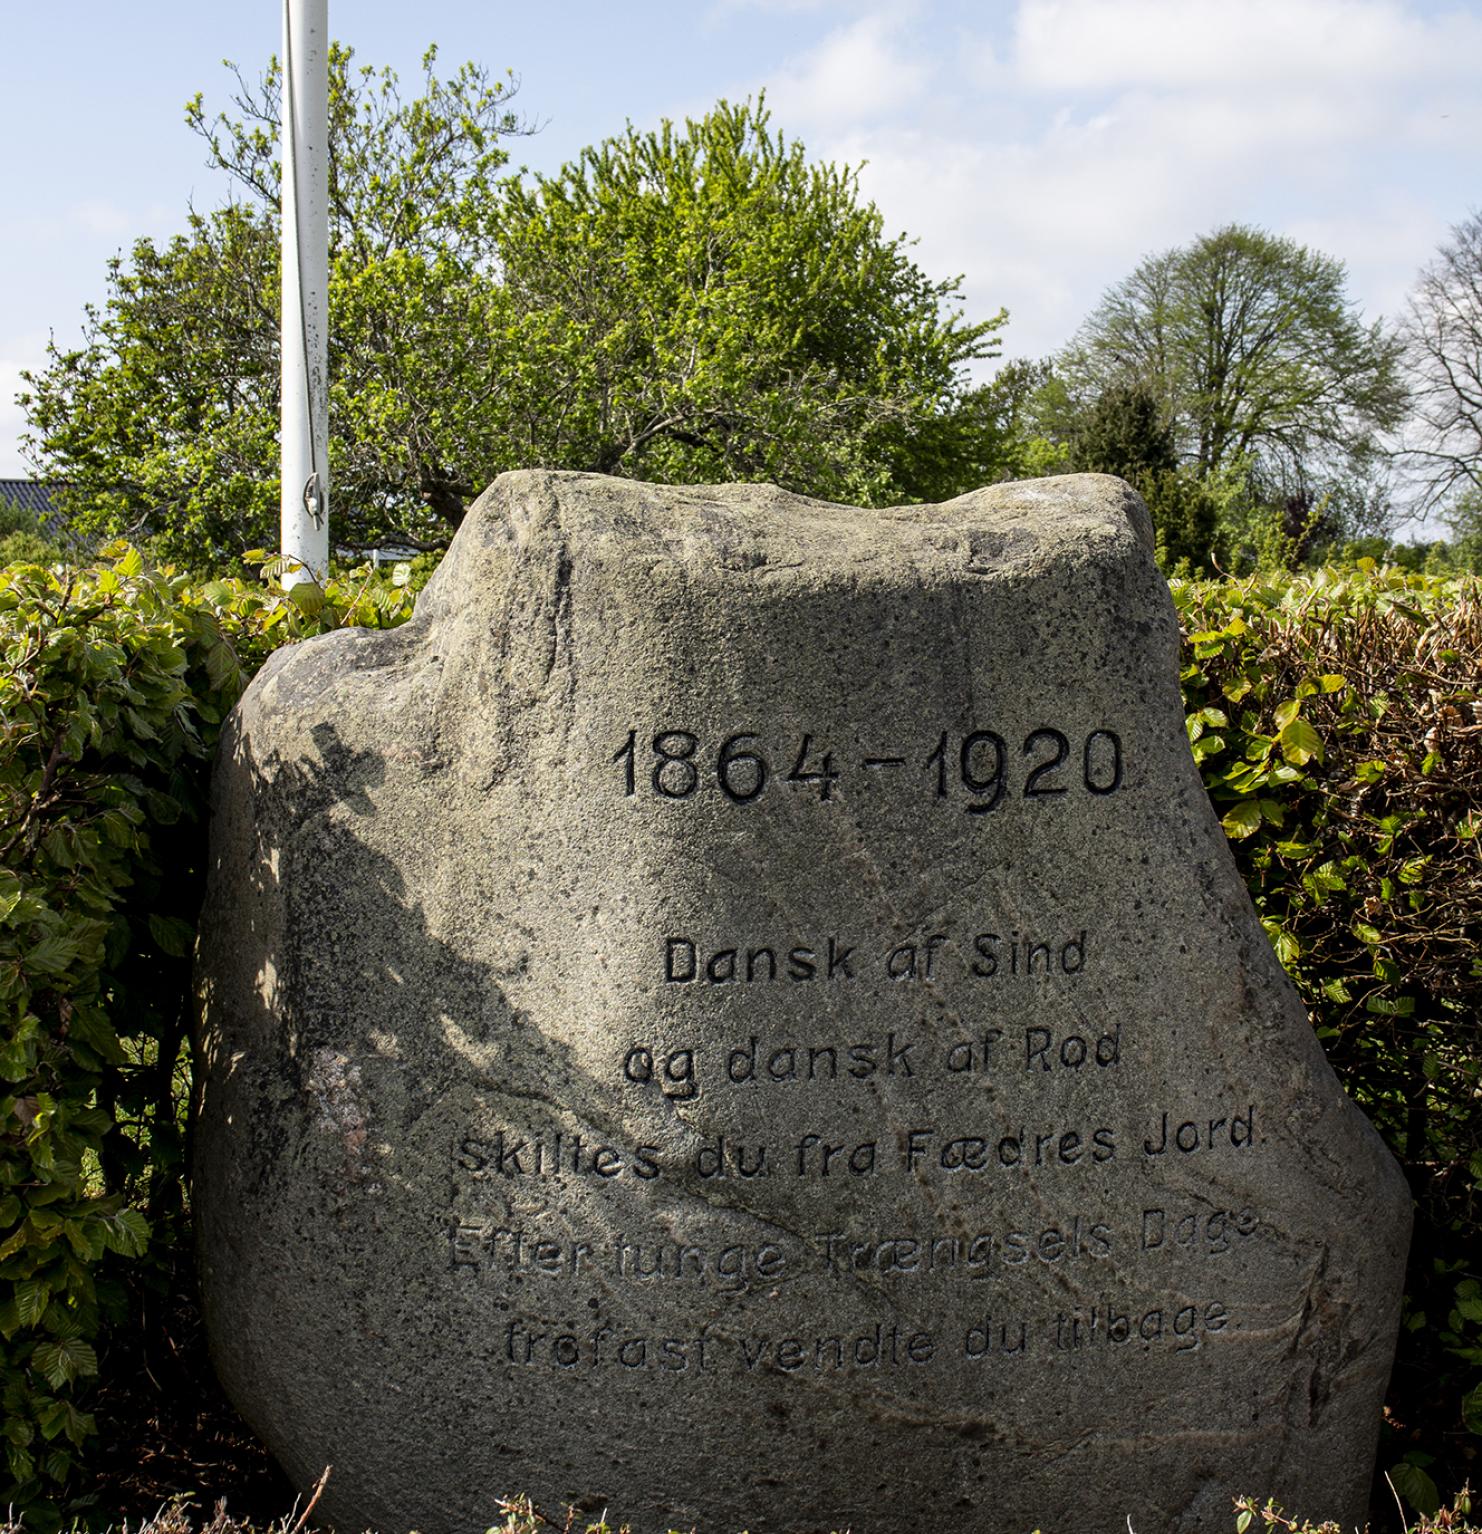 1864-1920
Dansk af Sind
og dansk af Rod
skiltes du fra Fædres Jord.
Efter tunge Trængsels Dage
trofast vendte du tilbage.